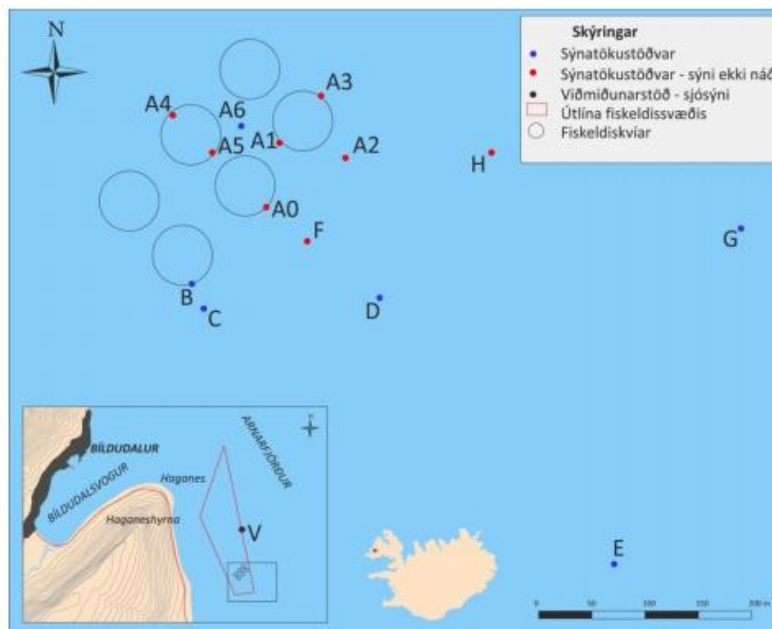 N
Skýringar
Sýnatökustöðvar
Sýnatökustöðvar - sýni ekki náð
Viðmiðunarstöð - sjósýni
Útlína fiskeldissvæðis
Fiskeldiskvíar
A3
A4
A6
A1
A5
A2
H
A0
F
G
B
C
D
E
BÍLDUDALUR
BÍLDUDALSVOGUR
Haganes
Haganeshyrna
ARNARFJÖRÐUR
V
0 50 100 150 200 m